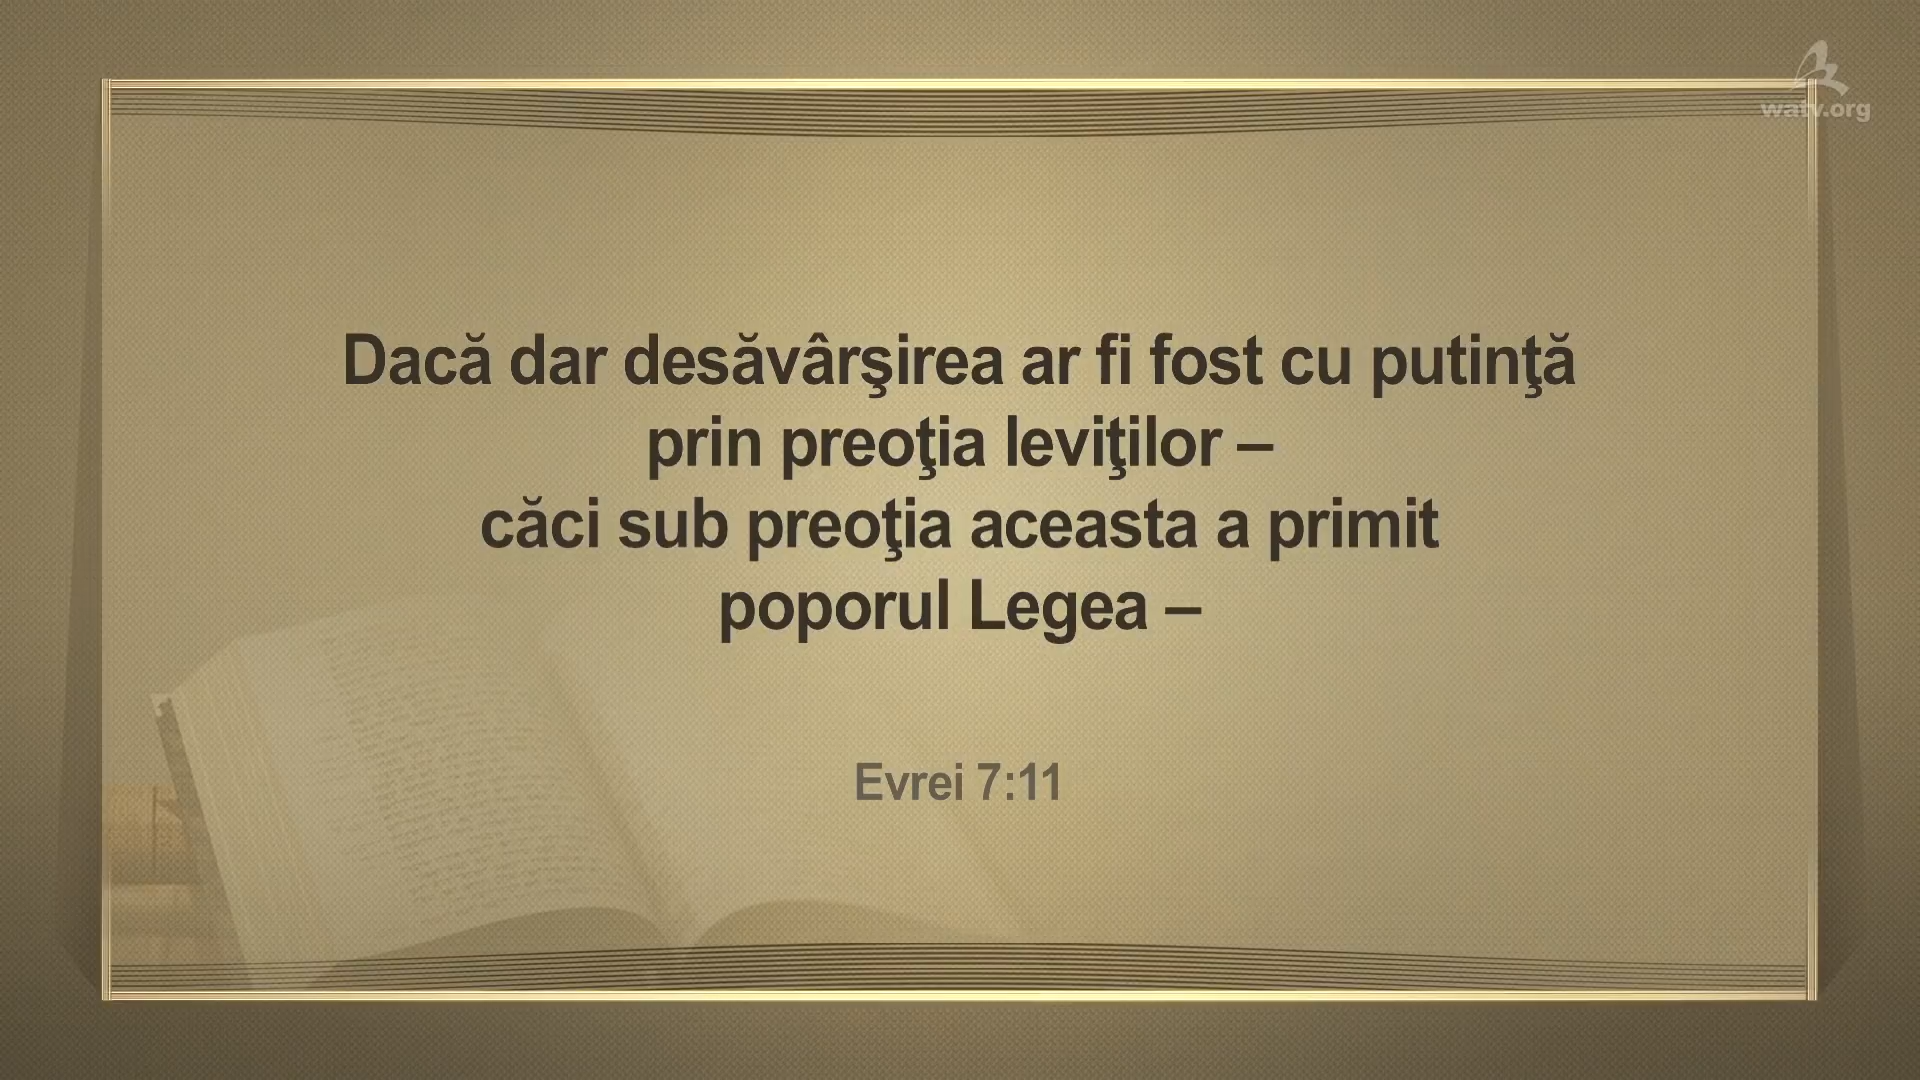 watv.org
Dacă dar desăvârşirea ar fi fost cu putinţă
prin preoţia leviţilor –
căci sub preoţia aceasta a primit
poporul Legea –
Evrei 7:11